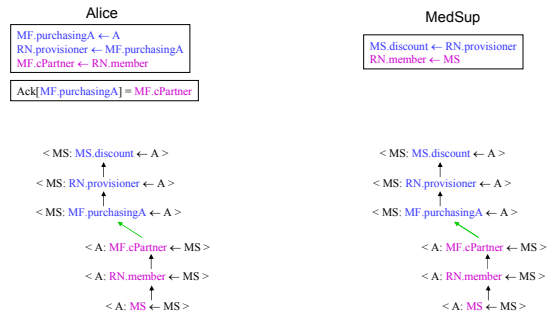 Alice
MF.purchasingA ← A
RN.provisioner ← MF.purchasingA
MF.cPartner ← RN.member
Ack[MF.purchasingA] = MF.cPartner
< MS: MS.discount ← A >
< MS: RN.provisioner ← A >
< MS: MF.purchasingA ← A >
< A: MF.cPartner ← MS >
< A: RN.member ← MS >
< A: MS ← MS >
MedSup
MS.discount ← RN.provisioner
RN.member ← MS
< MS: MS.discount ← A >
< MS: RN.provisioner ← A >
< MS: MF.purchasingA ← A >
< A: MF.cPartner ← MS >
< A: RN.member ← MS >
< A: MS ← MS >